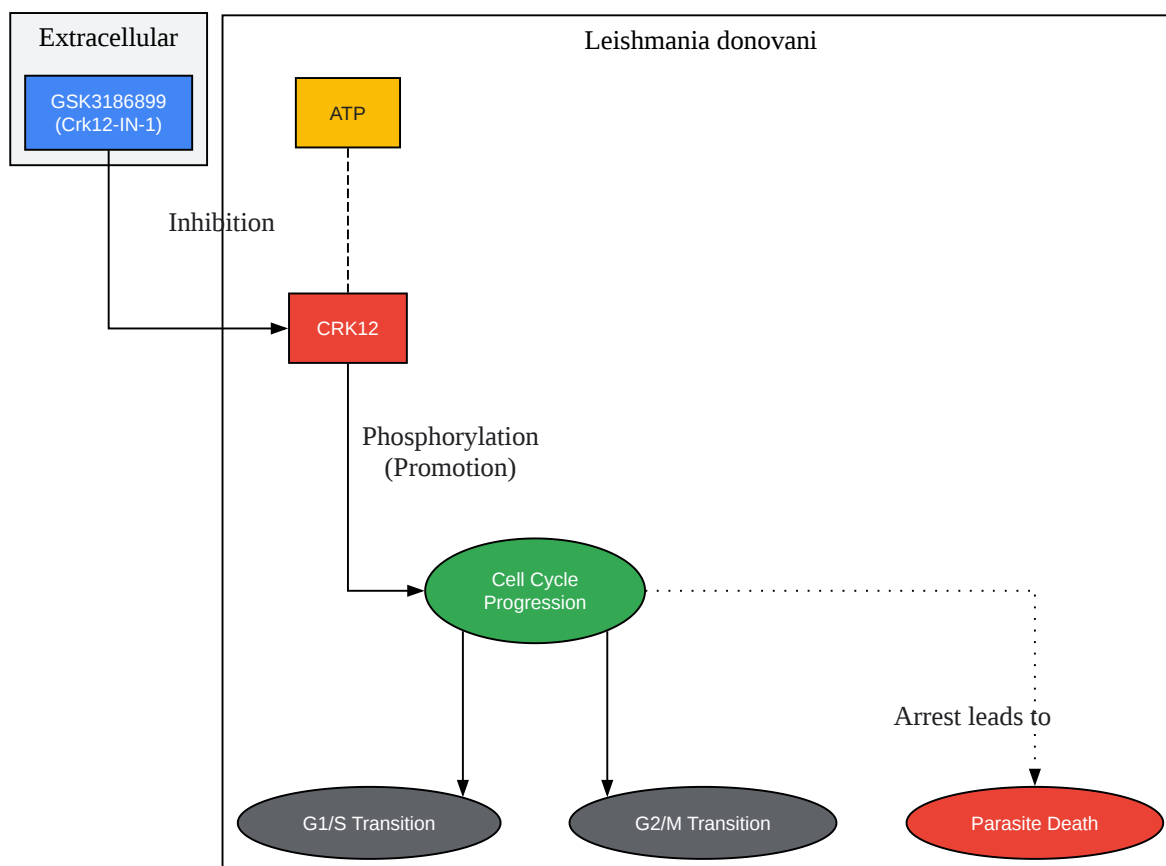 Extracellular
Leishmania donovani
GSK3186899
(Crk12-IN-1)
ATP
Inhibition
CRK12
Phosphorylation
(Promotion)
Cell Cycle
Progression
Arrest leads to
G1/S Transition
G2/M Transition
Parasite Death